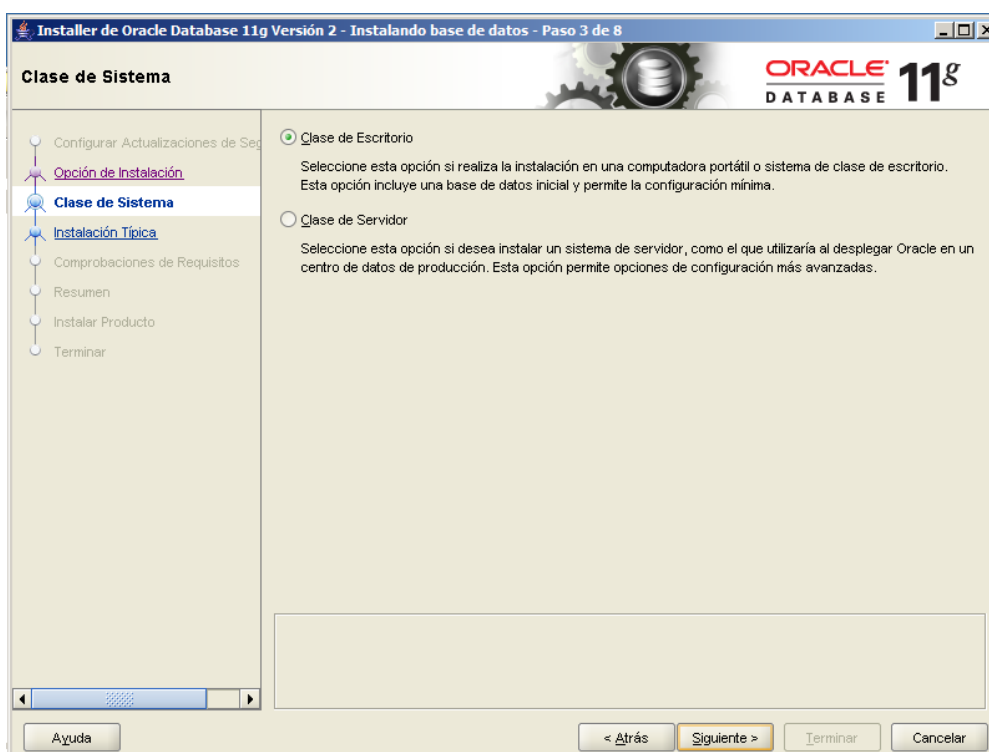 Installer de Oracle Database 11g Versión 2 - Instalando base de datos - Paso 3 de 8
Clase de Sistema
ORACLE
DATABASE
11g
Configurar Actualizaciones de Seg
Opción de Instalación
Clase de Sistema
Instalación Típica
Comprobaciones de Requisitos
Resumen
Instalar Producto
Terminar
Clase de Escritorio
Seleccione esta opción si realiza la instalación en una computadora portátil o sistema de clase de escritorio.
Esta opción incluye una base de datos inicial y permite la configuración mínima.
Clase de Servidor
Seleccione esta opción si desea instalar un sistema de servidor, como el que utilizaría al desplegar Oracle en un
centro de datos de producción. Esta opción permite opciones de configuración más avanzadas.
Ayuda
< Atrás
Siguiente >
Terminar
Cancelar